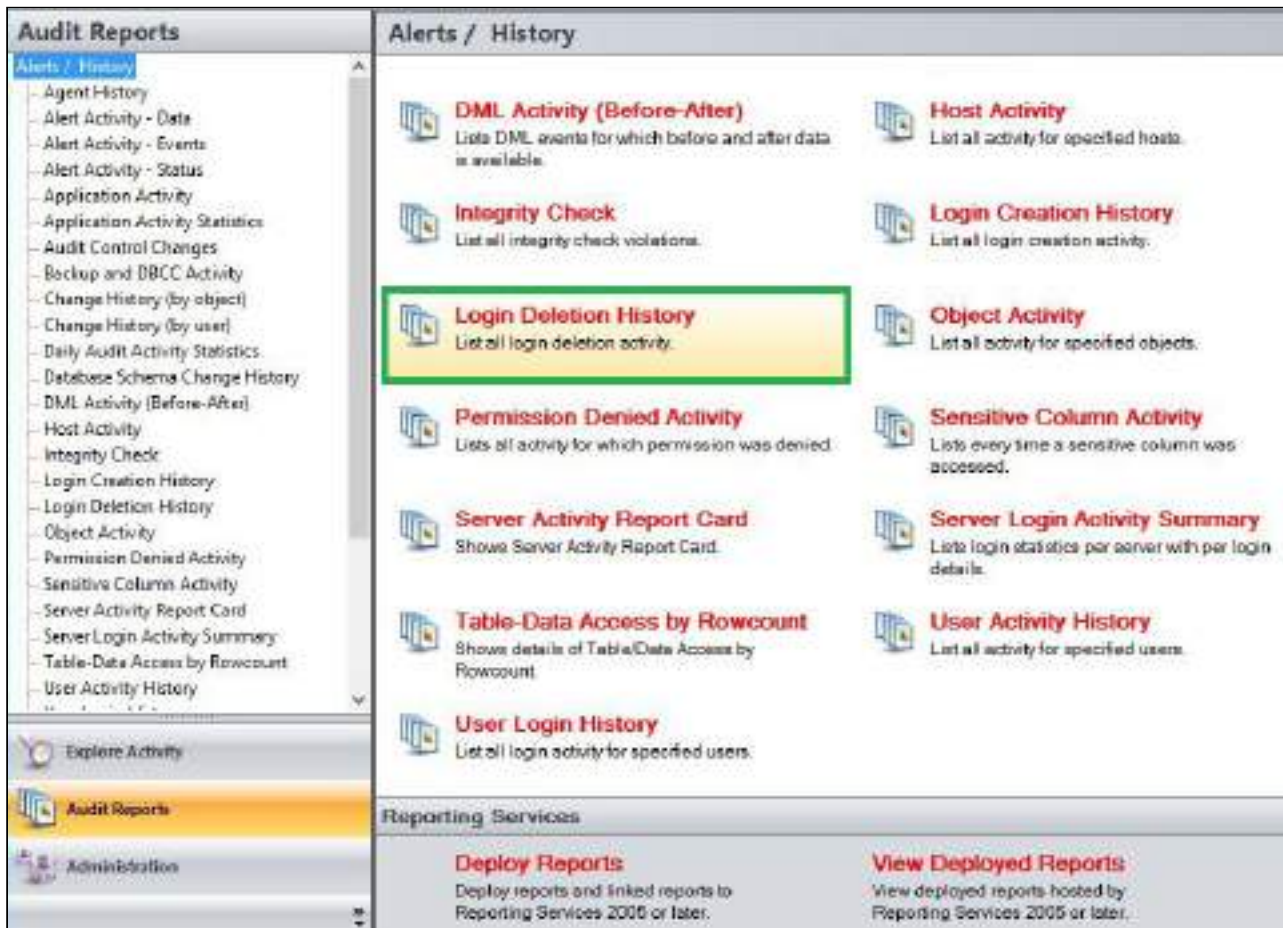 Audit Reports
Alerts / History
Agent History
Alert Activity - Data
Alert Activity - Events
Alert Activity - Status
Application Activity
Application Activity Statistics
Audit Control Changes
Backup and DBCC Activity
Change History (by object)
Change History (by user)
Daily Audit Activity Statistics
Database Schema Change History
DML Activity (Before-After)
Host Activity
Integrity Check
Login Creation History
Login Deletion History
Object Activity
Permission Denied Activity
Sensitive Column Activity
Server Activity Report Card
Server Login Activity Summary
Table-Data Access by Rowcount
User Activity History
Explore Activity
Audit Reports
Administration
Alerts / History
DML Activity (Before-After)
Lists DML events for which before and after data
is available.
Host Activity
List all activity for specified hosts.
Integrity Check
List all integrity check violations.
Login Creation History
List all login creation activity.
Login Deletion History
List all login deletion activity.
Object Activity
List all activity for specified objects.
Permission Denied Activity
Lists all activity for which permission was denied.
Sensitive Column Activity
Lists every time a sensitive column was
accessed.
Server Activity Report Card
Shows Server Activity Report Card.
Server Login Activity Summary
Lists login statistics per server with per login
details.
Table-Data Access by Rowcount
Shows details of Table/Data Access by
Rowcount
User Activity History
List all activity for specified users.
User Login History
List all login activity for specified users.
Reporting Services
Deploy Reports
Deploy reports and linked reports to
Reporting Services 2005 or later.
View Deployed Reports
View deployed reports hosted by
Reporting Services 2005 or later.